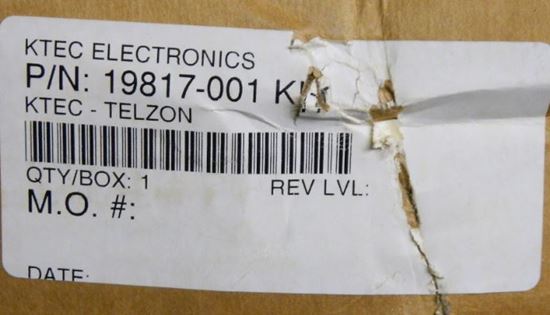 KTEC ELECTRONICS
P/N: 19817-001
KTEC - TELZON
QTY/BOX: 1 REV LVL:
M.O. #:
DATE: